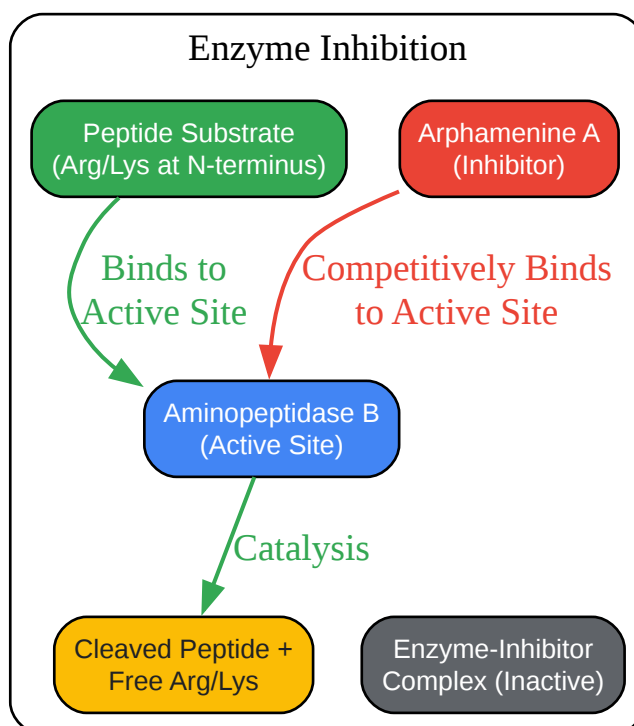 Enzyme Inhibition
Peptide Substrate
(Arg/Lys at N-terminus)
Arphamenine A
(Inhibitor)
Binds to
Active Site
Competitively Binds
to Active Site
Aminopeptidase B
(Active Site)
Catalysis
Cleaved Peptide +
Free Arg/Lys
Enzyme-Inhibitor
Complex (Inactive)